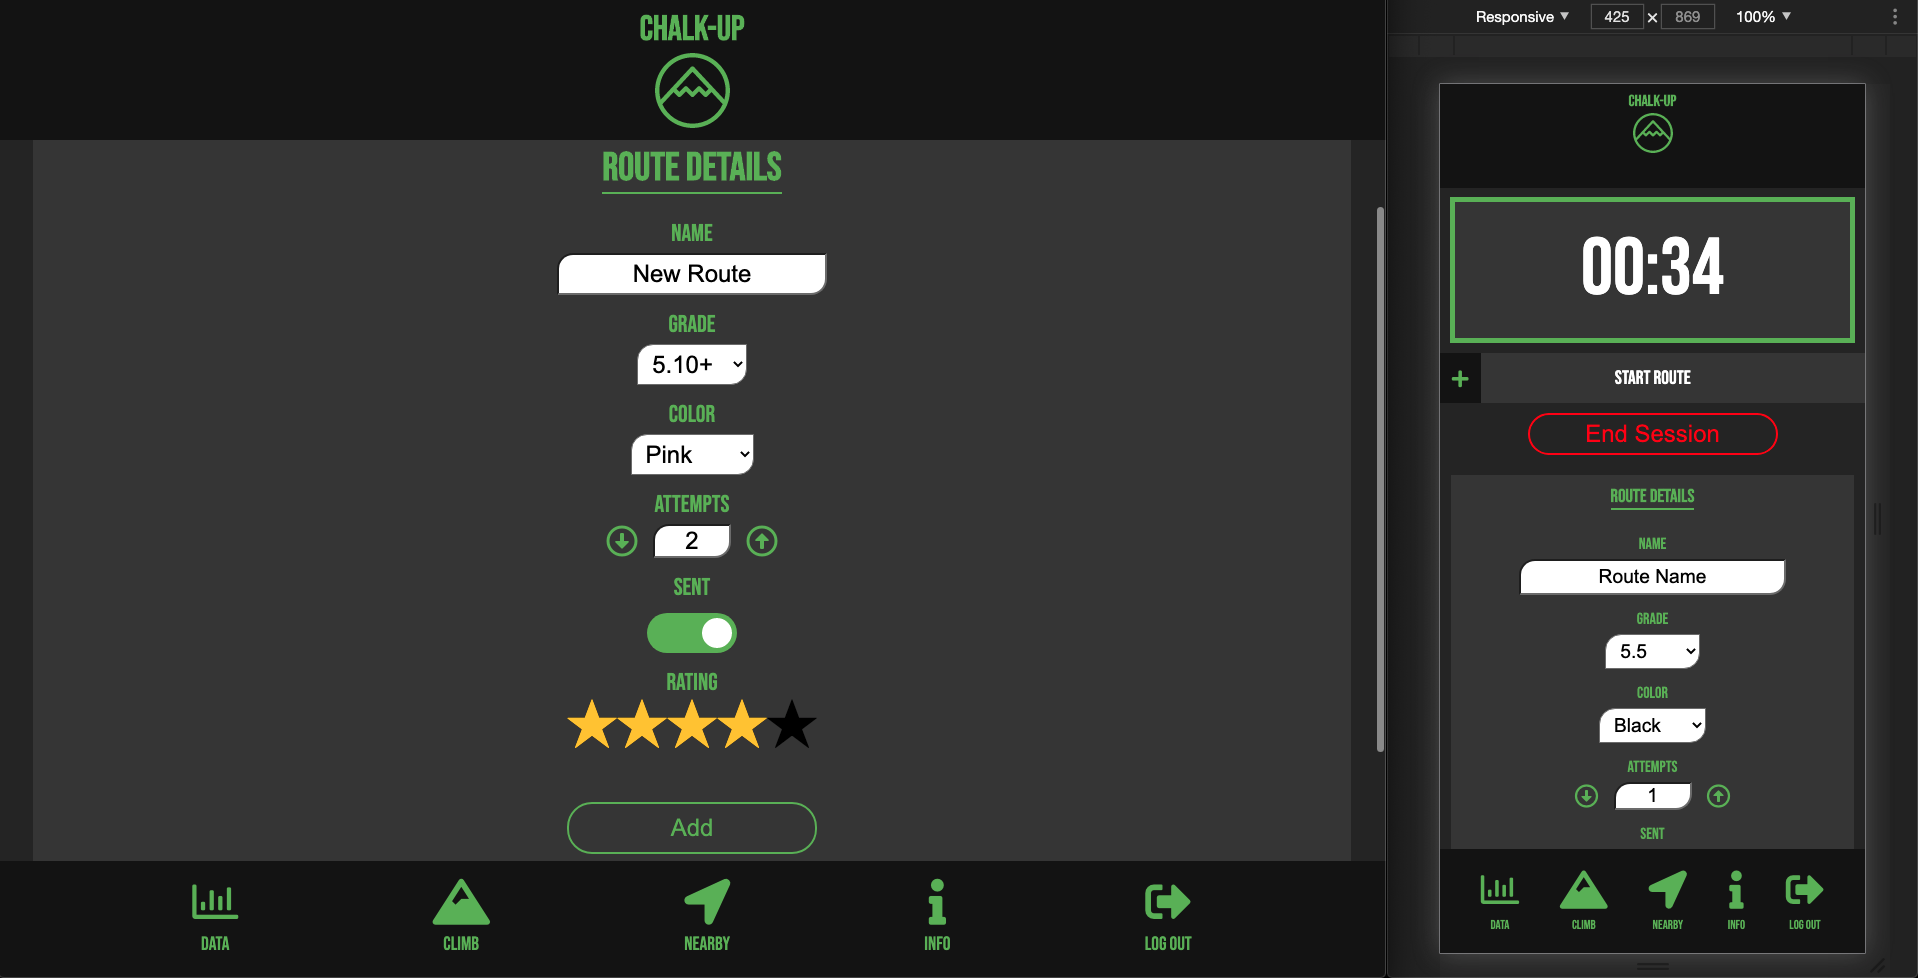 CHALK-UP
ROUTE DETAILS
NAME
New Route
GRADE
5.10+
COLOR
Pink
ATTEMPTS
2
SENT
RATING
Add
DATA
CLIMB
NEARBY
INFO
LOG OUT
Responsive
425 × 869
100%
CHALK-UP
00:34
START ROUTE
End Session
ROUTE DETAILS
NAME
Route Name
GRADE
5.5
COLOR
Black
ATTEMPTS
1
SENT
DATA
CLIMB
NEARBY
INFO
LOG OUT